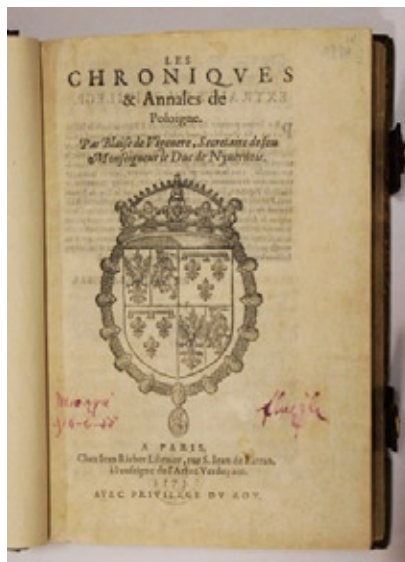 LES
CHRONIQVES
& Annales de
Poloigne.
Par Blaise de Vigenere, Secretaire de feu
Monseigneur le Duc de Nyuernois.
A PARIS,
Chez Iean Richer Libraire, rue S. Iean de
à l'enseigne de l'Arbre Verdoyant.
1573
AVEC PRIVILEGE DV ROY.